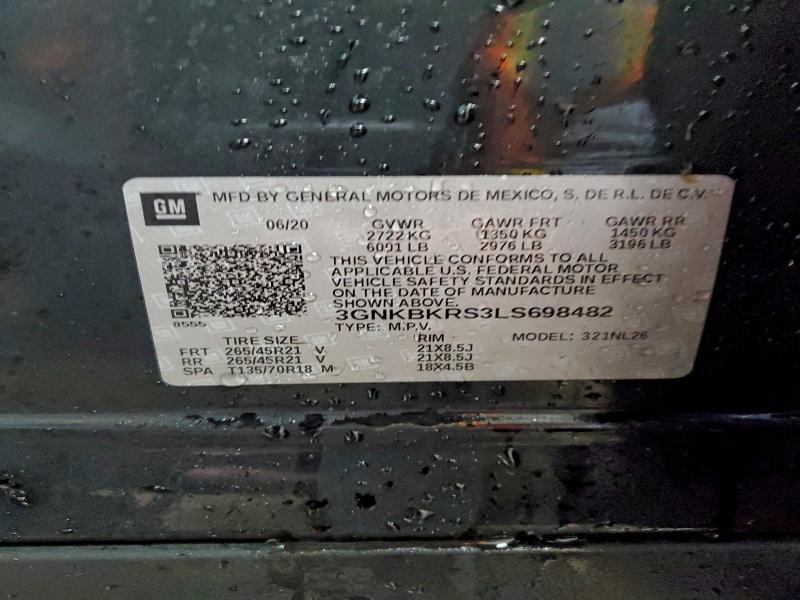 GM MFD BY GENERAL MOTORS DE MEXICO, S, DE R.L. DE C.V.
06/20 GVWR GAWR FRT GAWR RR
2722 KG 1350 KG 1450 KG
6001 LB 2976 LB 3196 LB
THIS VEHICLE CONFORMS TO ALL
APPLICABLE U.S. FEDERAL MOTOR
VEHICLE SAFETY STANDARDS IN EFFECT
ON THE DATE OF MANUFACTURE
SHOWN ABOVE.
8555
3GNKBKRS3LS698482
TYPE: M.P.V. MODEL: 321NL26
TIRE SIZE RIM
FRT 265/45R21 V 21X8.5J
RR 265/45R21 V 21X8.5J
SPA T135/70R18 M 18X4.5B